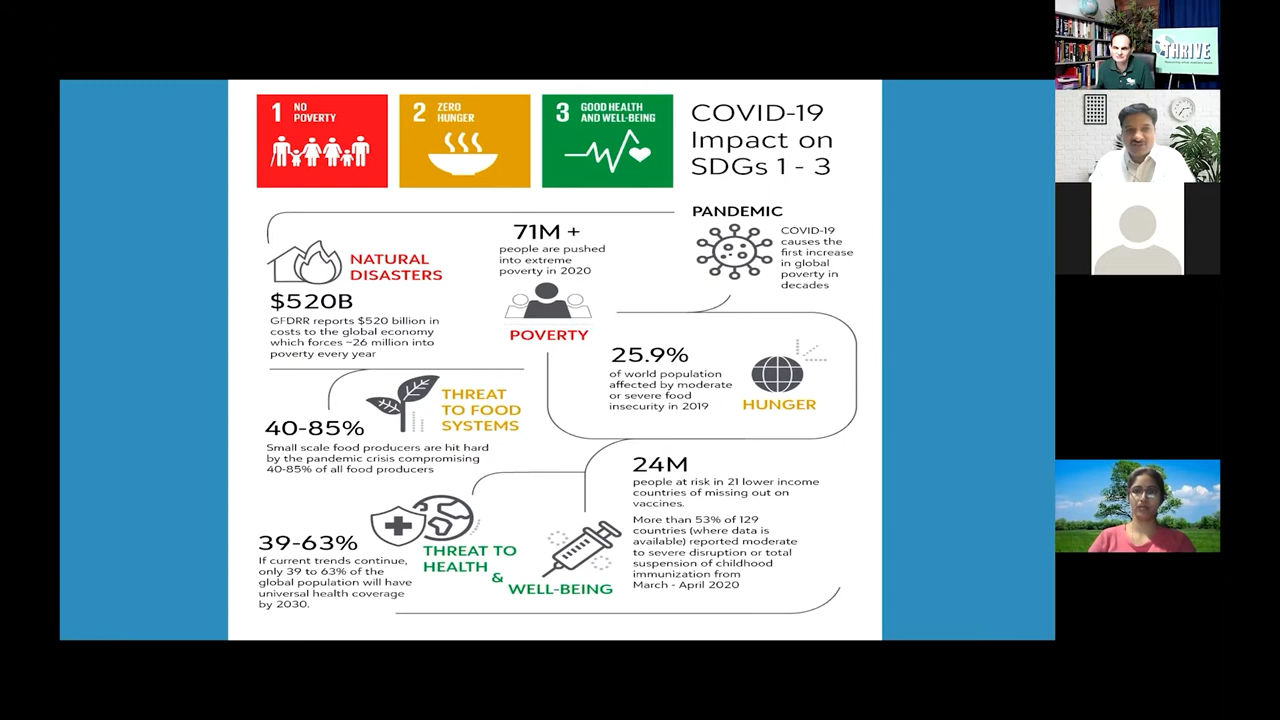 1 NO
POVERTY
2 ZERO
HUNGER
3 GOOD HEALTH
AND WELL-BEING
COVID-19
Impact on
SDGs 1 - 3
PANDEMIC
COVID-19
causes the
first increase
in global
poverty in
decades
71M +
people are pushed
into extreme
poverty in 2020
POVERTY
NATURAL
DISASTERS
$520B
GFDRR reports $520 billion in
costs to the global economy
which forces ~26 million into
poverty every year
25.9%
of world population
affected by moderate
or severe food
insecurity in 2019
HUNGER
THREAT
TO FOOD
SYSTEMS
40-85%
Small scale food producers are hit hard
by the pandemic crisis compromising
40-85% of all food producers
24M
people at risk in 21 lower income
countries of missing out on
vaccines.
More than 53% of 129
countries (where data is
available) reported moderate
to severe disruption or total
suspension of childhood
immunization from
March - April 2020
39-63%
If current trends continue,
only 39 to 63% of the
global population will have
universal health coverage
by 2030.
THREAT TO
HEALTH
&
WELL-BEING
THRIVE